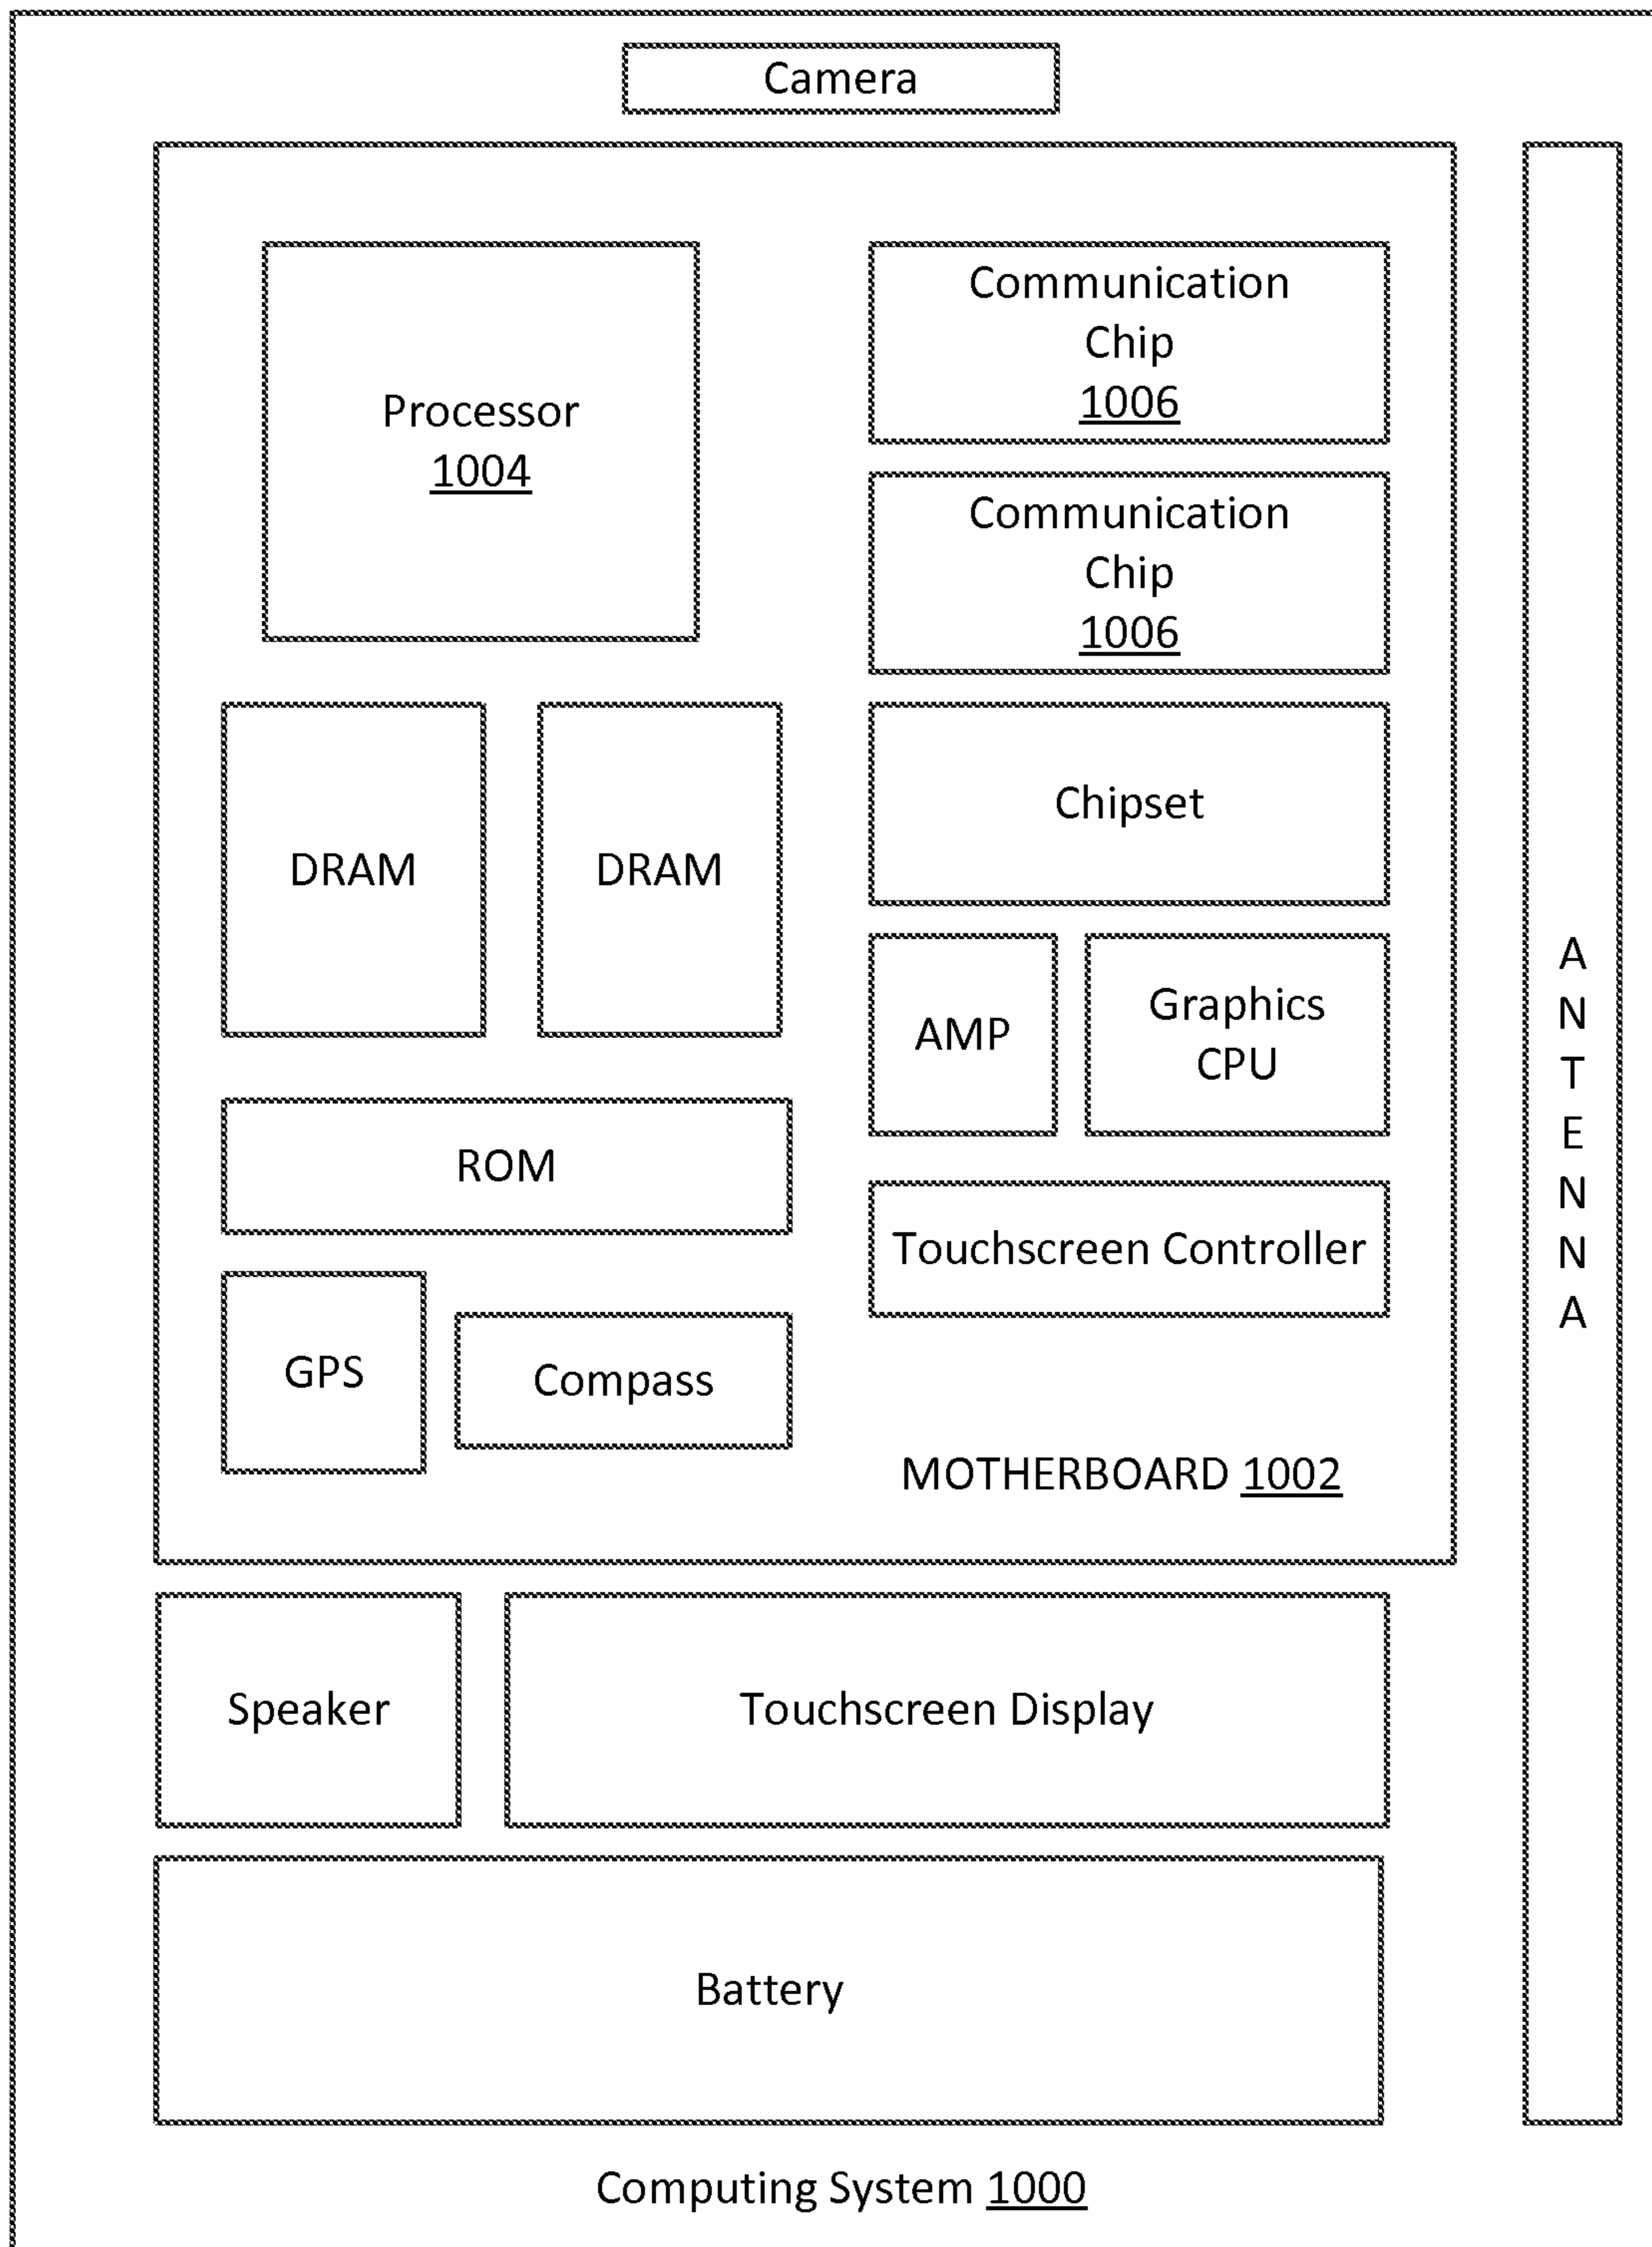 Camera
Processor
1004
Communication
Chip
1006
Communication
Chip
1006
DRAM
DRAM
Chipset
AMP
Graphics
CPU
ROM
Touchscreen Controller
GPS
Compass
MOTHERBOARD 1002
ANTENNA
Speaker
Touchscreen Display
Battery
Computing System 1000